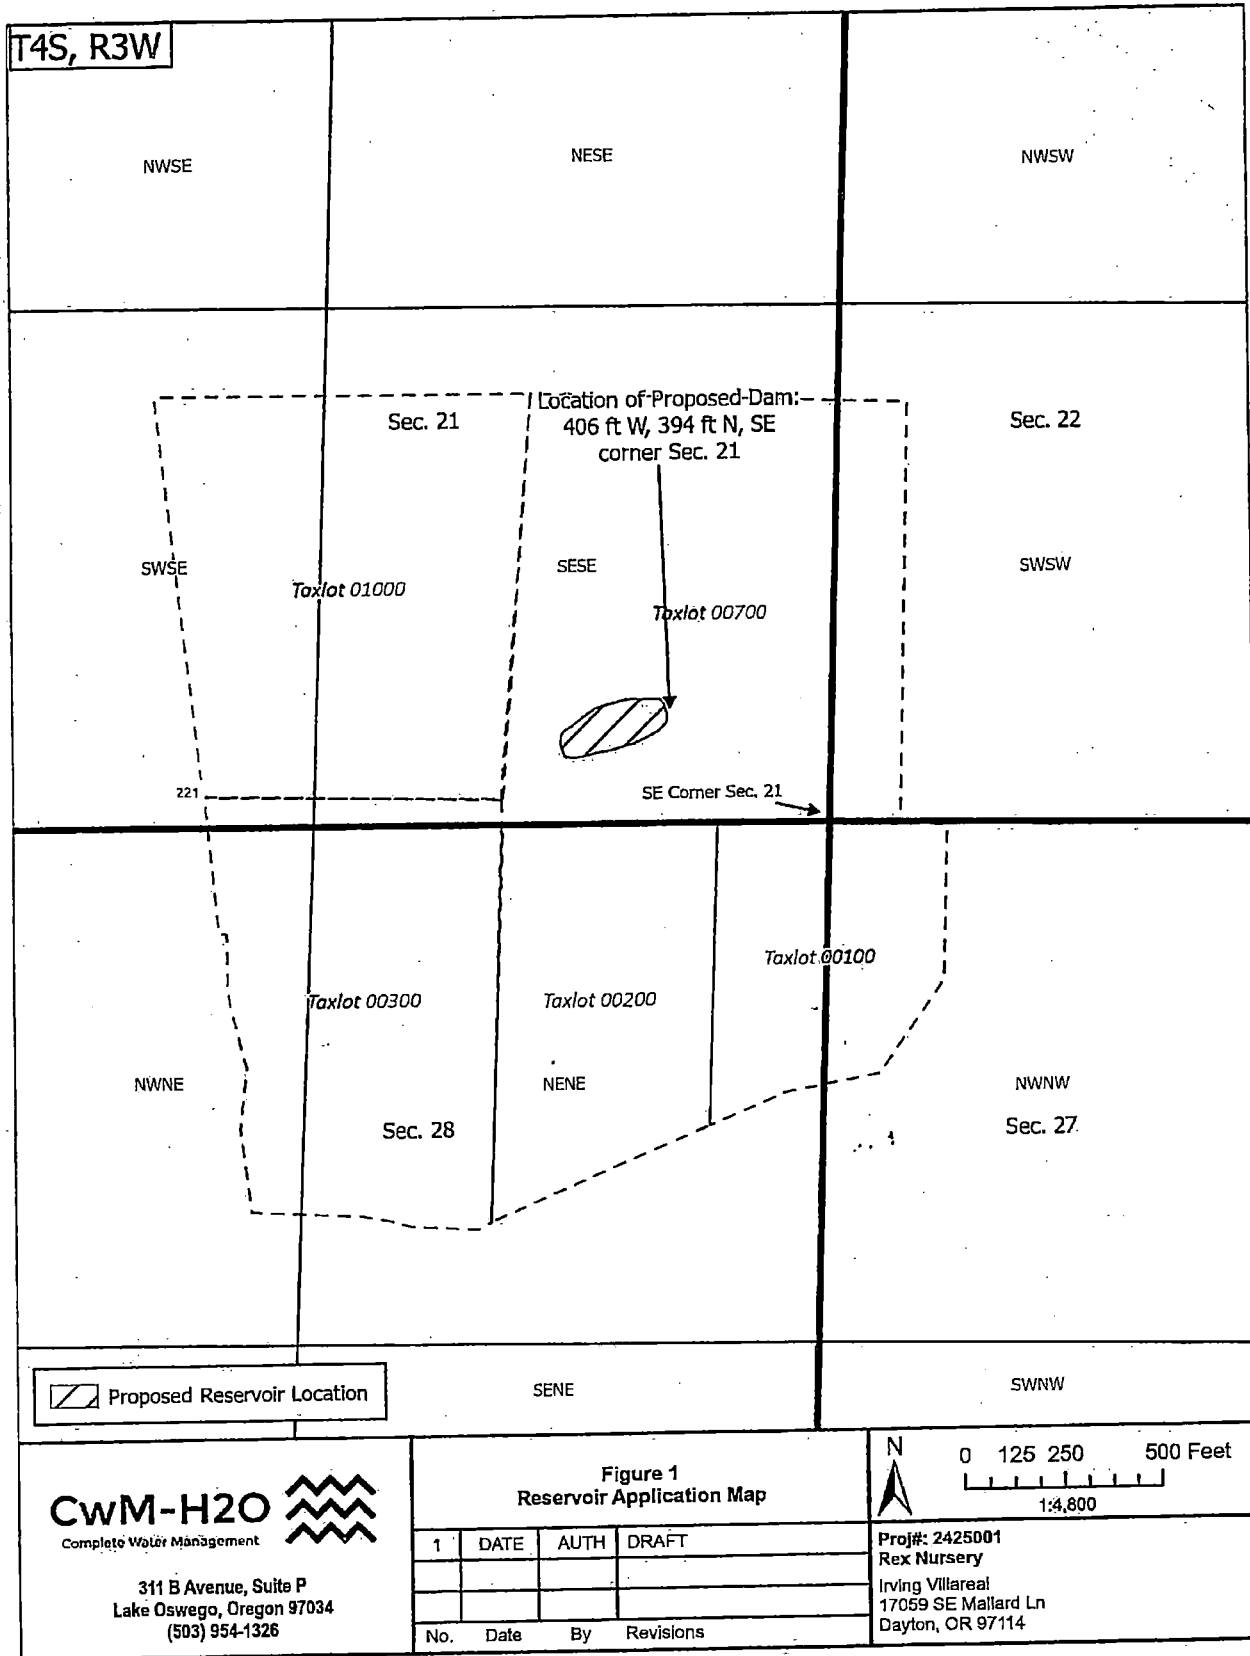 T4S, R3W
NWSE
NESE
NWSW
Location of Proposed Dam:
406 ft W, 394 ft N, SE
corner Sec. 21
Sec. 21
Sec. 22
SWSE
SESE
SWSW
Taxlot 01000
Taxlot 00700
221
SE Corner Sec. 21
Taxlot 00100
Taxlot 00300
Taxlot 00200
NWNE
NENE
NWNW
Sec. 28
Sec. 27
Proposed Reservoir Location
SENE
SWNW
CwM-H2O
Complete Water Management
311 B Avenue, Suite P
Lake Oswego, Oregon 97034
(503) 954-1326
Figure 1
Reservoir Application Map
1 DATE AUTH DRAFT
No. Date By Revisions
N
0 125 250 500 Feet
1:4,800
Proj#: 2425001
Rex Nursery
Irving Villareal
17059 SE Mallard Ln
Dayton, OR 97114